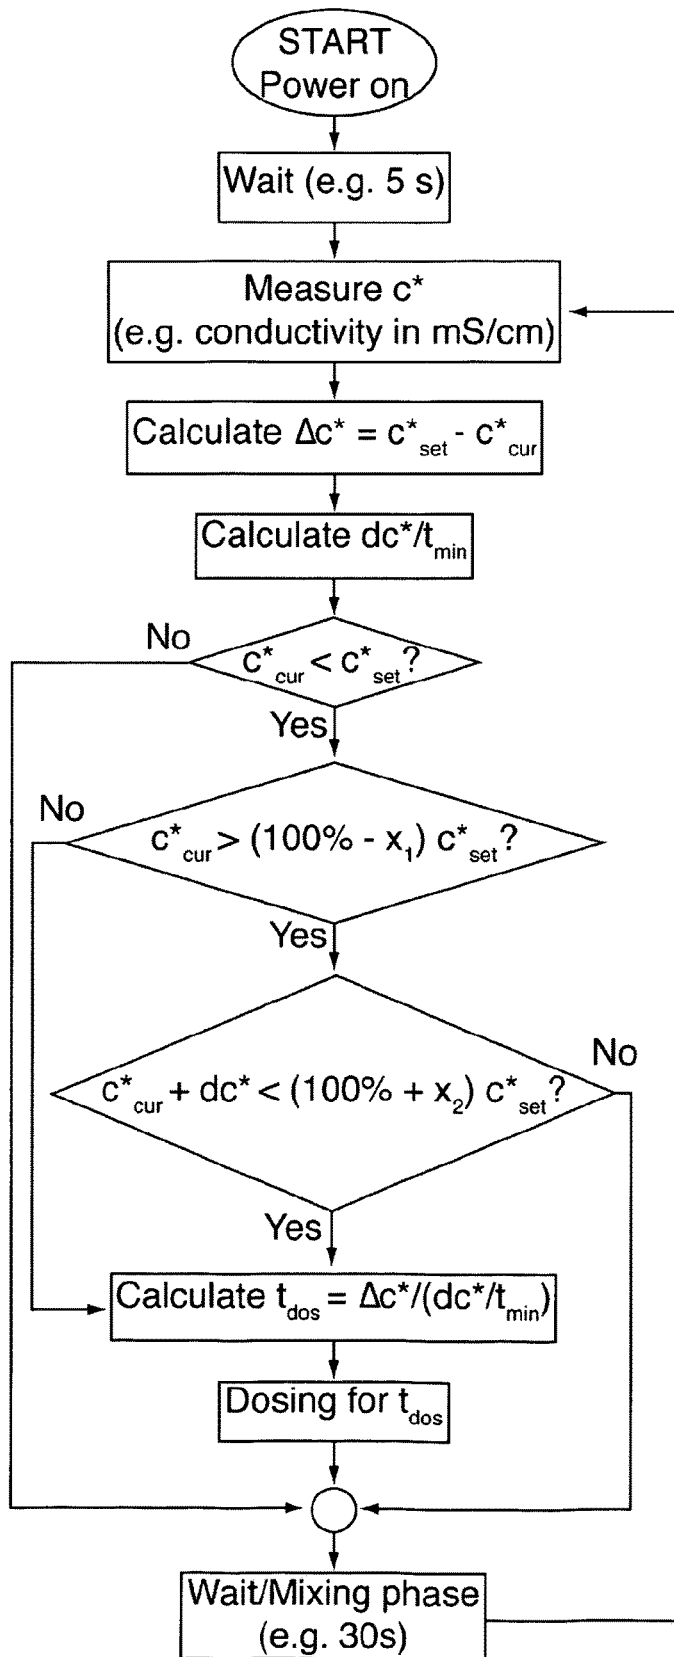 START
Power on
Wait (e.g. 5 s)
Measure c*
(e.g. conductivity in mS/cm)
Calculate Δc* = c*set - c*cur
Calculate dc*/tmin
No
c*cur < c*set?
Yes
No
c*cur > (100% - x1) c*set?
Yes
No
c*cur + dc* < (100% + x2) c*set?
Yes
Calculate tdos = Δc*/(dc*/tmin)
Dosing for tdos
Wait/Mixing phase
(e.g. 30s)